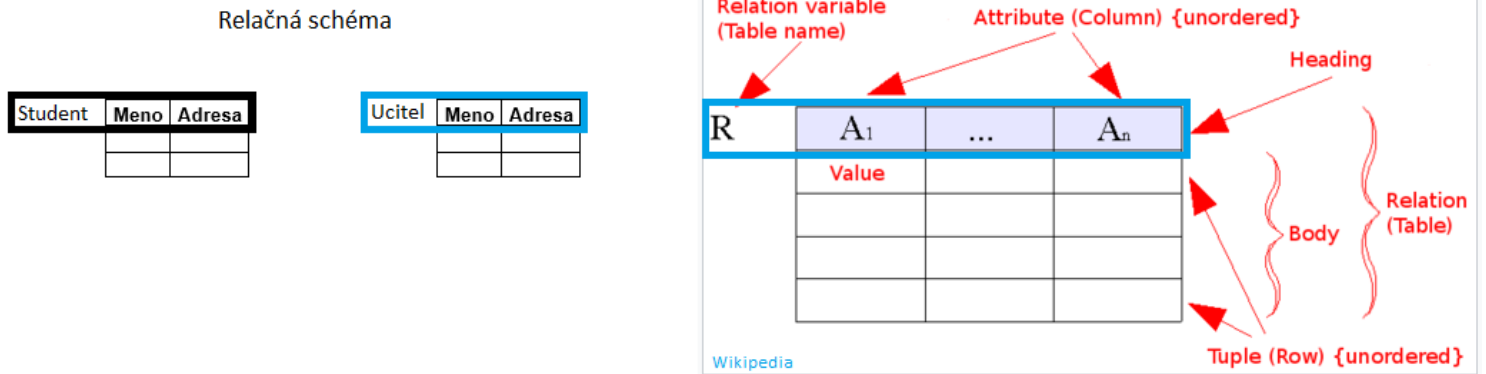 Relačná schéma
Student Meno Adresa
Ucitel Meno Adresa
Relation variable
(Table name)
Attribute (Column) {unordered}
Heading
R A1 ... An
Value
Relation
(Table)
Body
Tuple (Row) {unordered}
Wikipedia